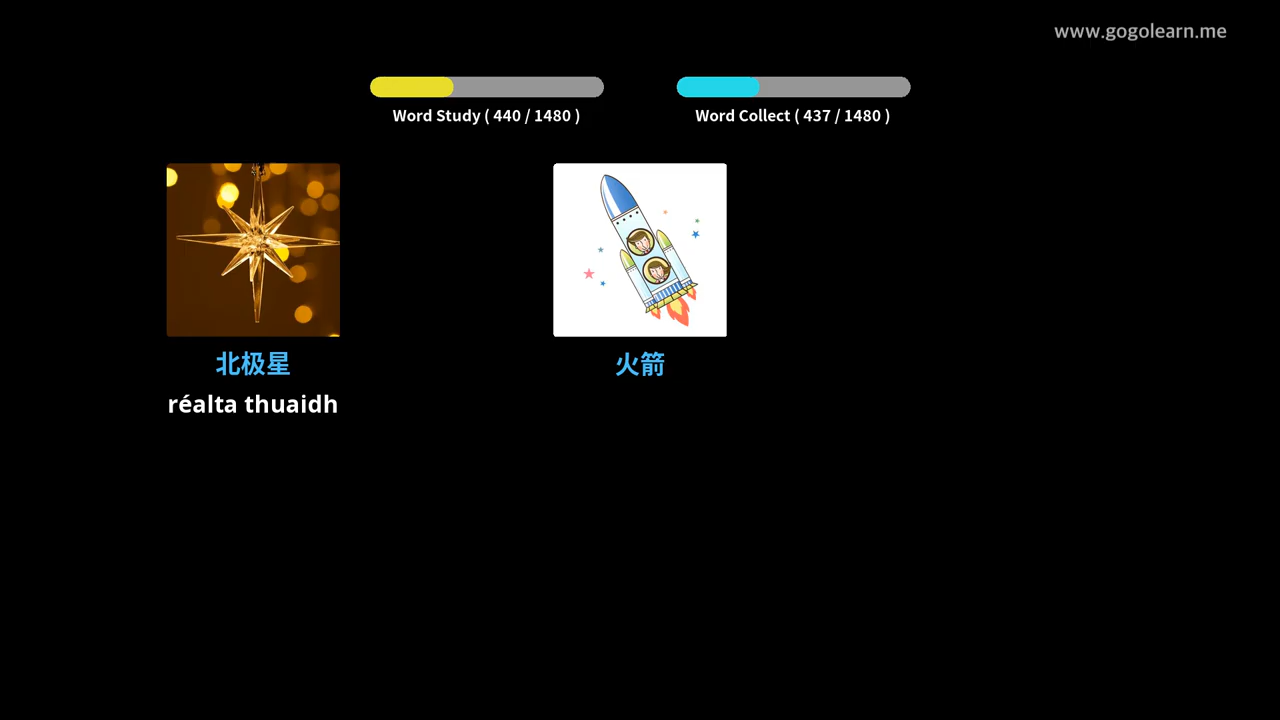 www.gogolearn.me
Word Study ( 440 / 1480 )
Word Collect ( 437 / 1480 )
北极星
火箭
réalta thuaidh